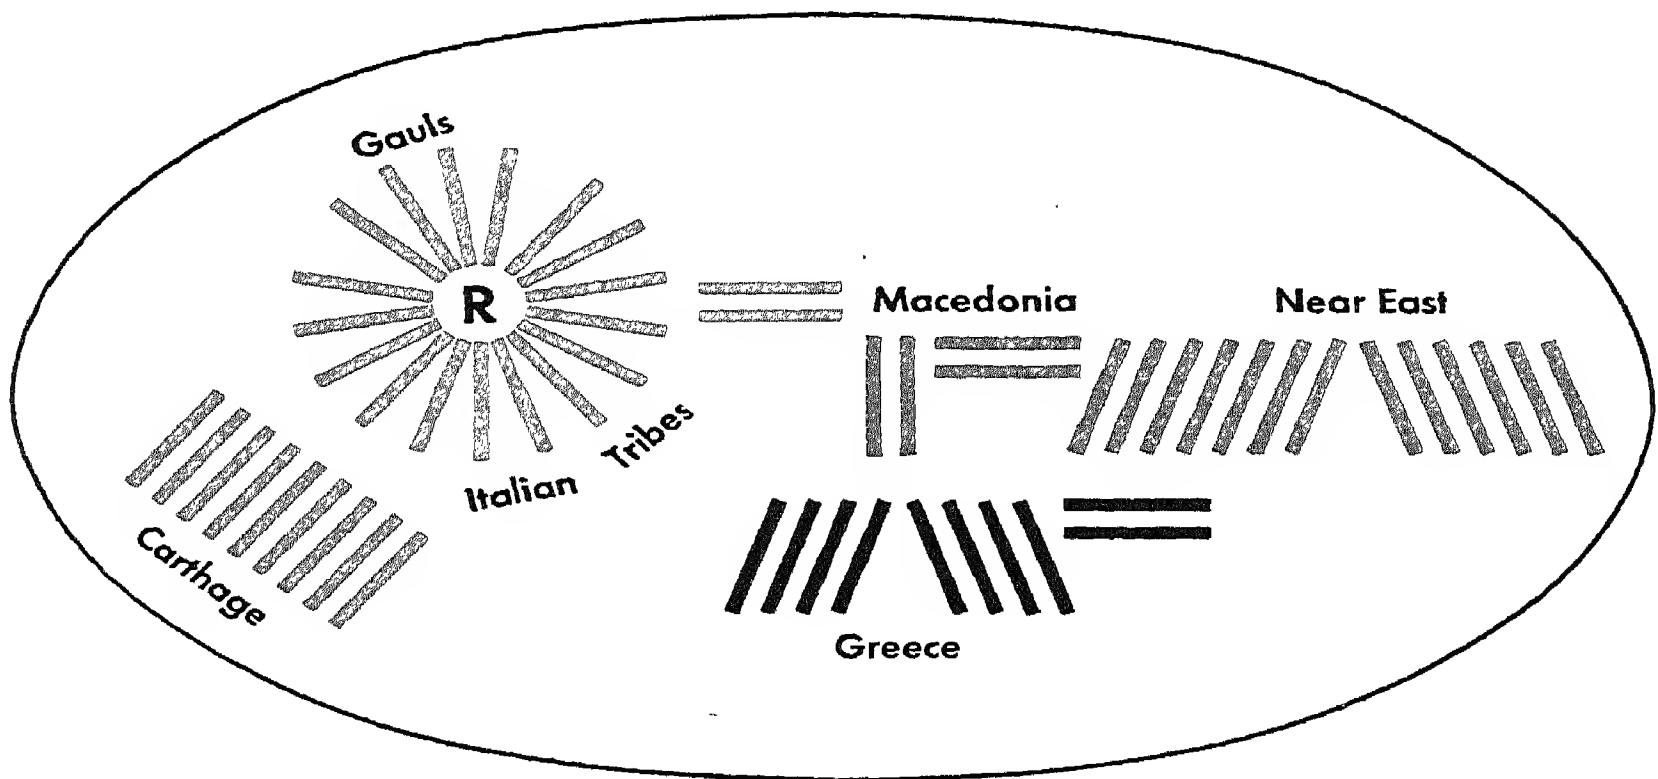 Gauls
R
Macedonia
Near East
Italian Tribes
Carthage
Greece